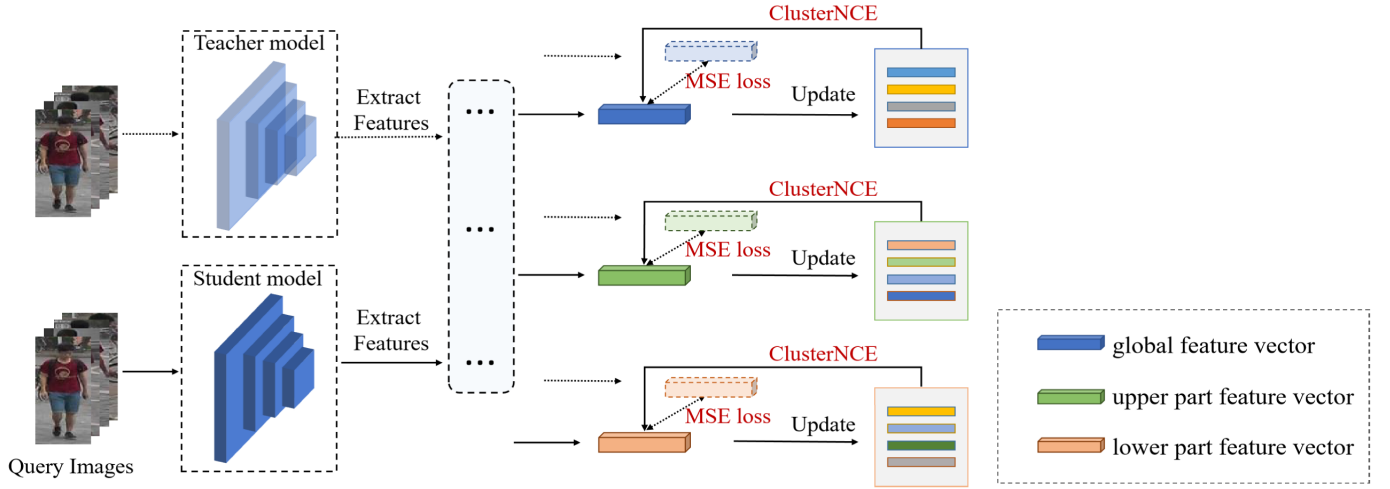 Teacher model
Extract
Features
...
ClusterNCE
MSE loss
Update
...
ClusterNCE
MSE loss
Update
Student model
Extract
Features
...
ClusterNCE
MSE loss
Update
Query Images
global feature vector
upper part feature vector
lower part feature vector